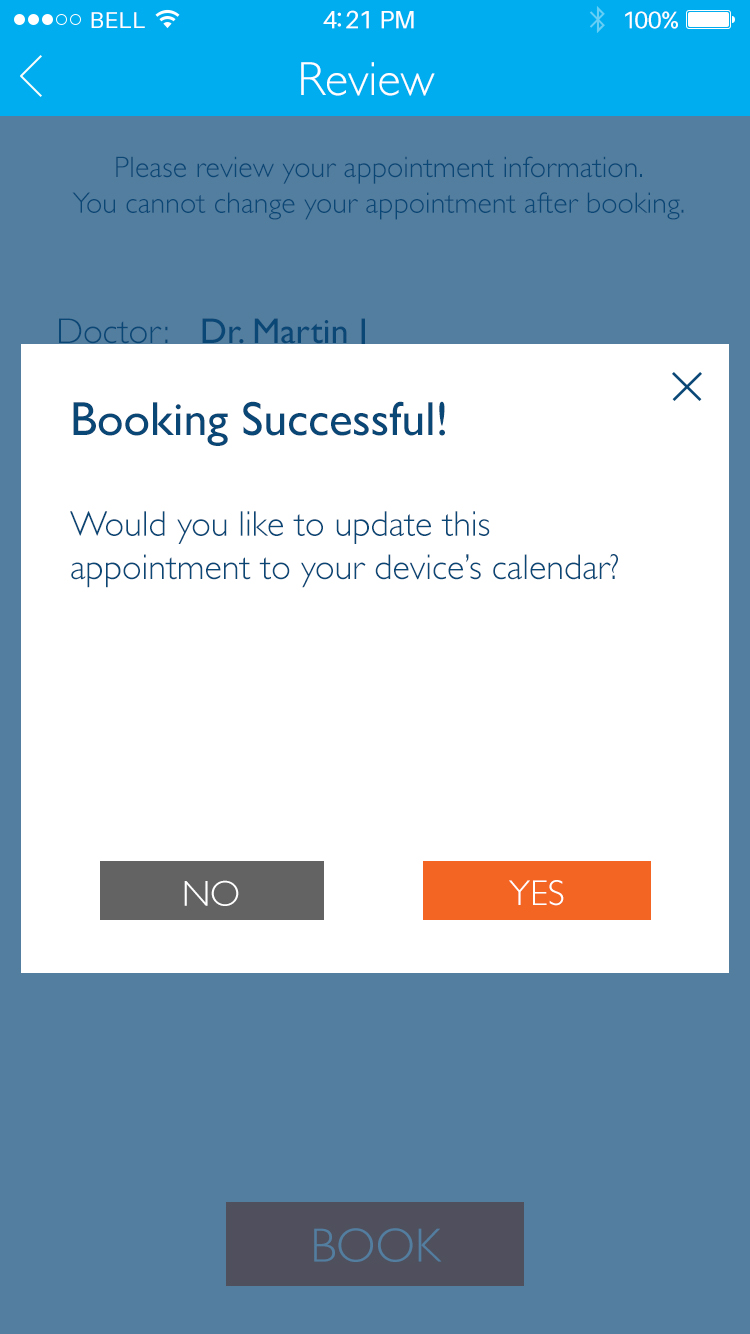 BELL 4:21 PM 100%
Review
Please review your appointment information.
You cannot change your appointment after booking.
Doctor: Dr. Martin J
Booking Successful!
Would you like to update this
appointment to your device’s calendar?
NO YES
BOOK